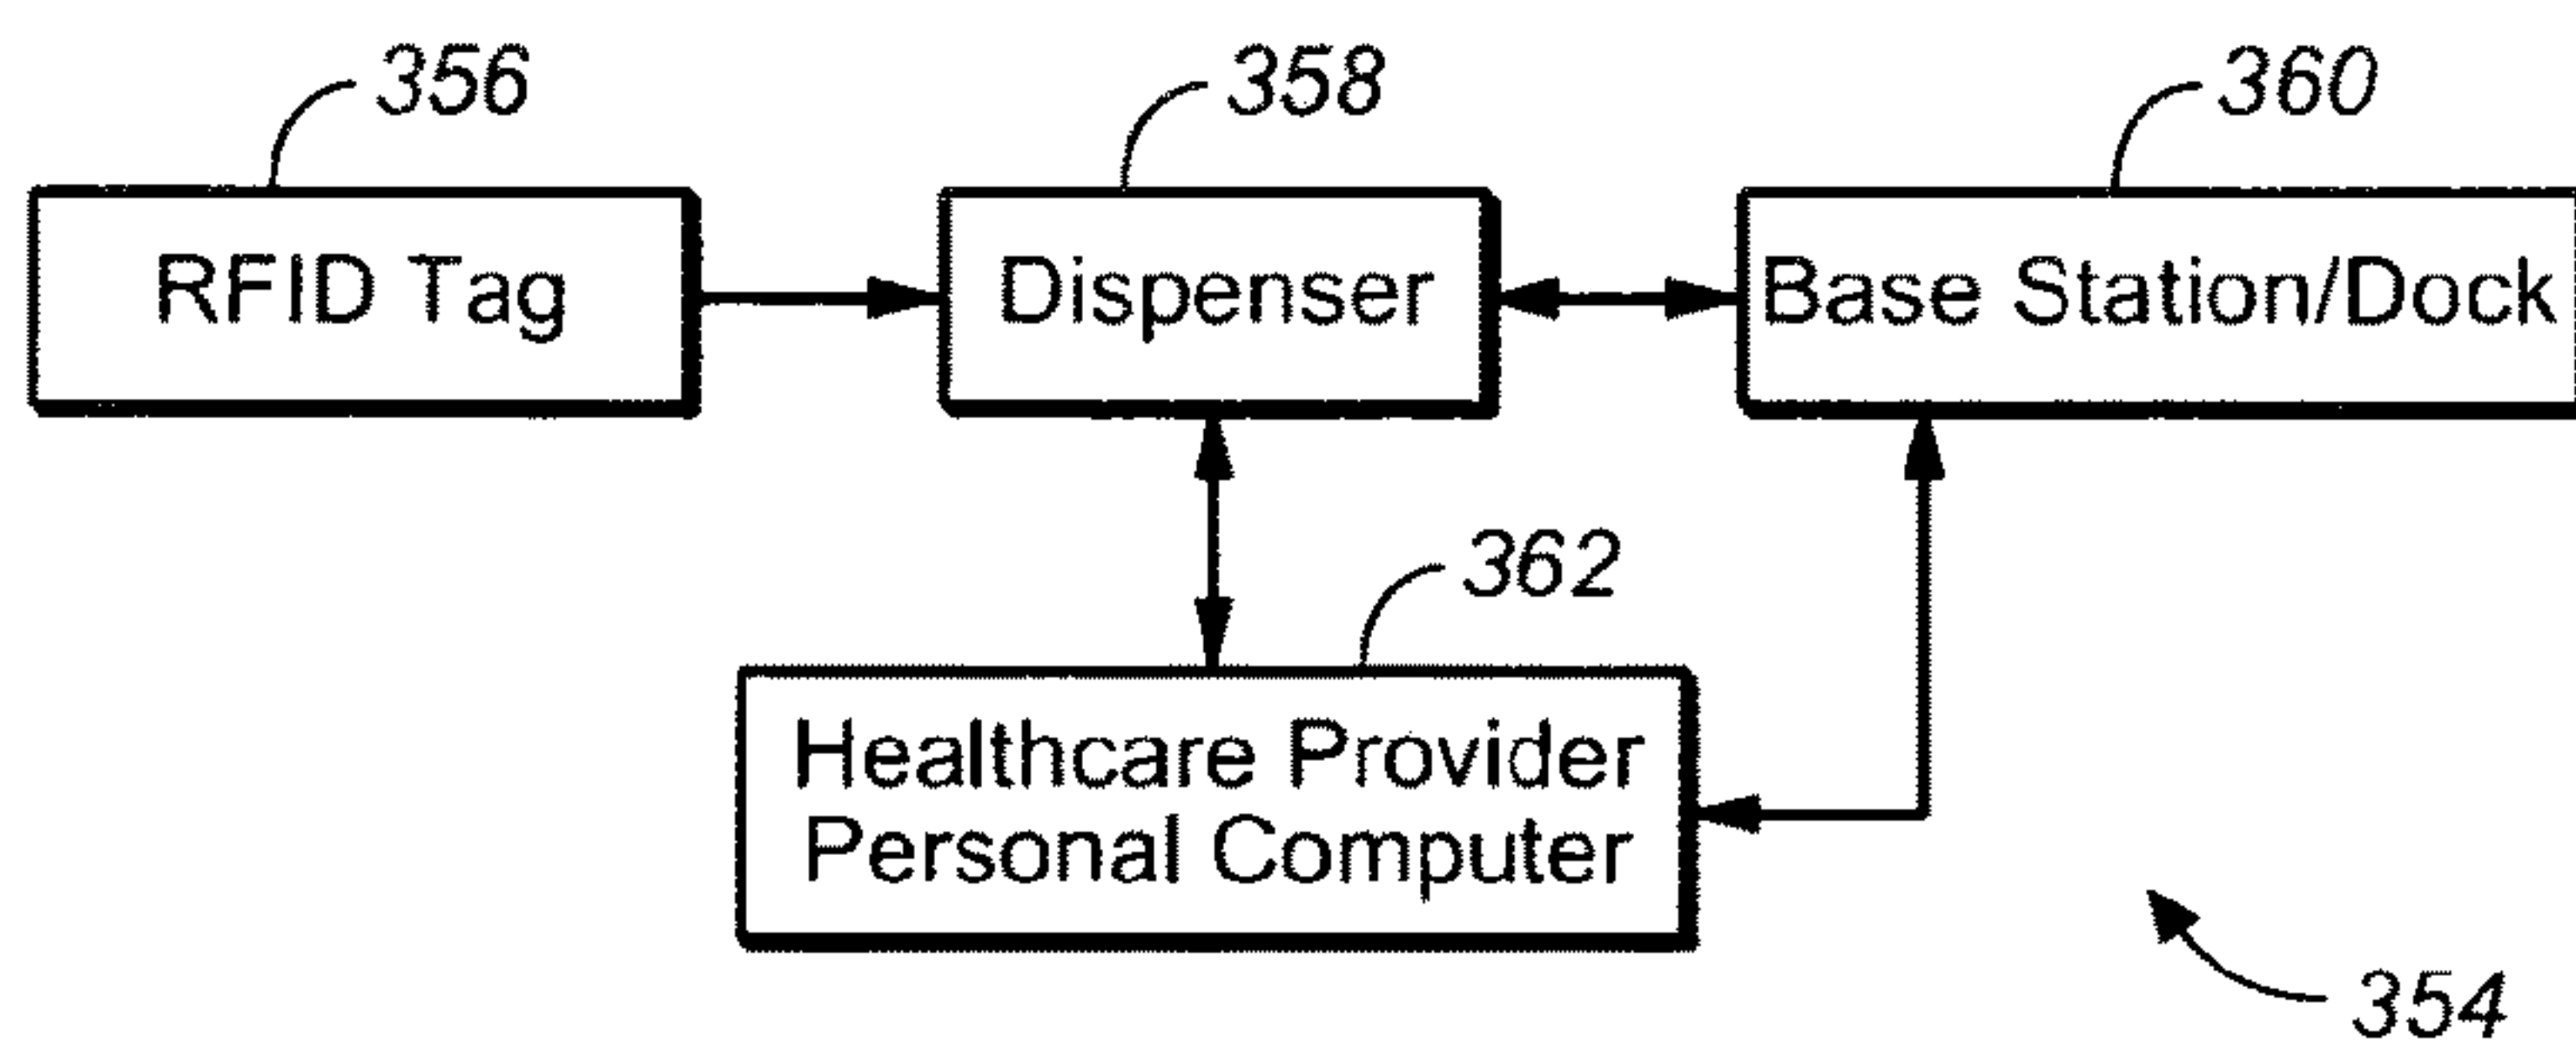 356
358
360
RFID Tag
Dispenser
Base Station/Dock
362
Healthcare Provider
Personal Computer
354